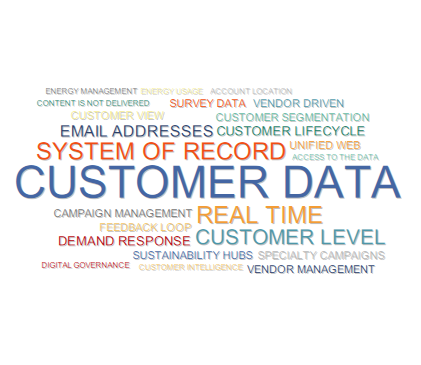 ENERGY MANAGEMENT ENERGY USAGE ACCOUNT LOCATION
CONTENT IS NOT DELIVERED SURVEY DATA VENDOR DRIVEN
CUSTOMER VIEW CUSTOMER SEGMENTATION
EMAIL ADDRESSES CUSTOMER LIFECYCLE
SYSTEM OF RECORD UNIFIED WEB
ACCESS TO THE DATA
CUSTOMER DATA
CAMPAIGN MANAGEMENT REAL TIME
FEEDBACK LOOP
DEMAND RESPONSE CUSTOMER LEVEL
SUSTAINABILITY HUBS SPECIALTY CAMPAIGNS
DIGITAL GOVERNANCE CUSTOMER INTELLIGENCE VENDOR MANAGEMENT